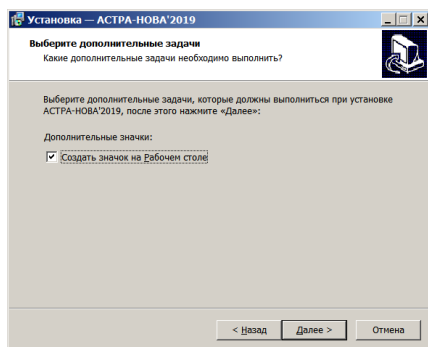 Установка — АСТРА-НОВА'2019
Выберите дополнительные задачи
Какие дополнительные задачи необходимо выполнить?
Выберите дополнительные задачи, которые должны выполниться при установке
АСТРА-НОВА'2019, после этого нажмите «Далее»:
Дополнительные значки:
Создать значок на Рабочем столе
< Назад Далее > Отмена